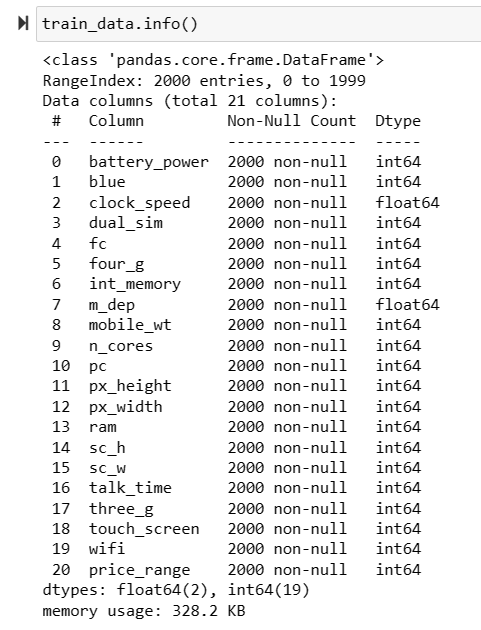 train_data.info()
<class 'pandas.core.frame.DataFrame'>
RangeIndex: 2000 entries, 0 to 1999
Data columns (total 21 columns):
 #   Column         Non-Null Count  Dtype
---  ------         --------------  -----
 0   battery_power  2000 non-null   int64
 1   blue           2000 non-null   int64
 2   clock_speed    2000 non-null   float64
 3   dual_sim       2000 non-null   int64
 4   fc             2000 non-null   int64
 5   four_g         2000 non-null   int64
 6   int_memory     2000 non-null   int64
 7   m_dep          2000 non-null   float64
 8   mobile_wt      2000 non-null   int64
 9   n_cores        2000 non-null   int64
 10  pc             2000 non-null   int64
 11  px_height      2000 non-null   int64
 12  px_width       2000 non-null   int64
 13  ram            2000 non-null   int64
 14  sc_h           2000 non-null   int64
 15  sc_w           2000 non-null   int64
 16  talk_time      2000 non-null   int64
 17  three_g        2000 non-null   int64
 18  touch_screen   2000 non-null   int64
 19  wifi           2000 non-null   int64
 20  price_range    2000 non-null   int64
dtypes: float64(2), int64(19)
memory usage: 328.2 KB